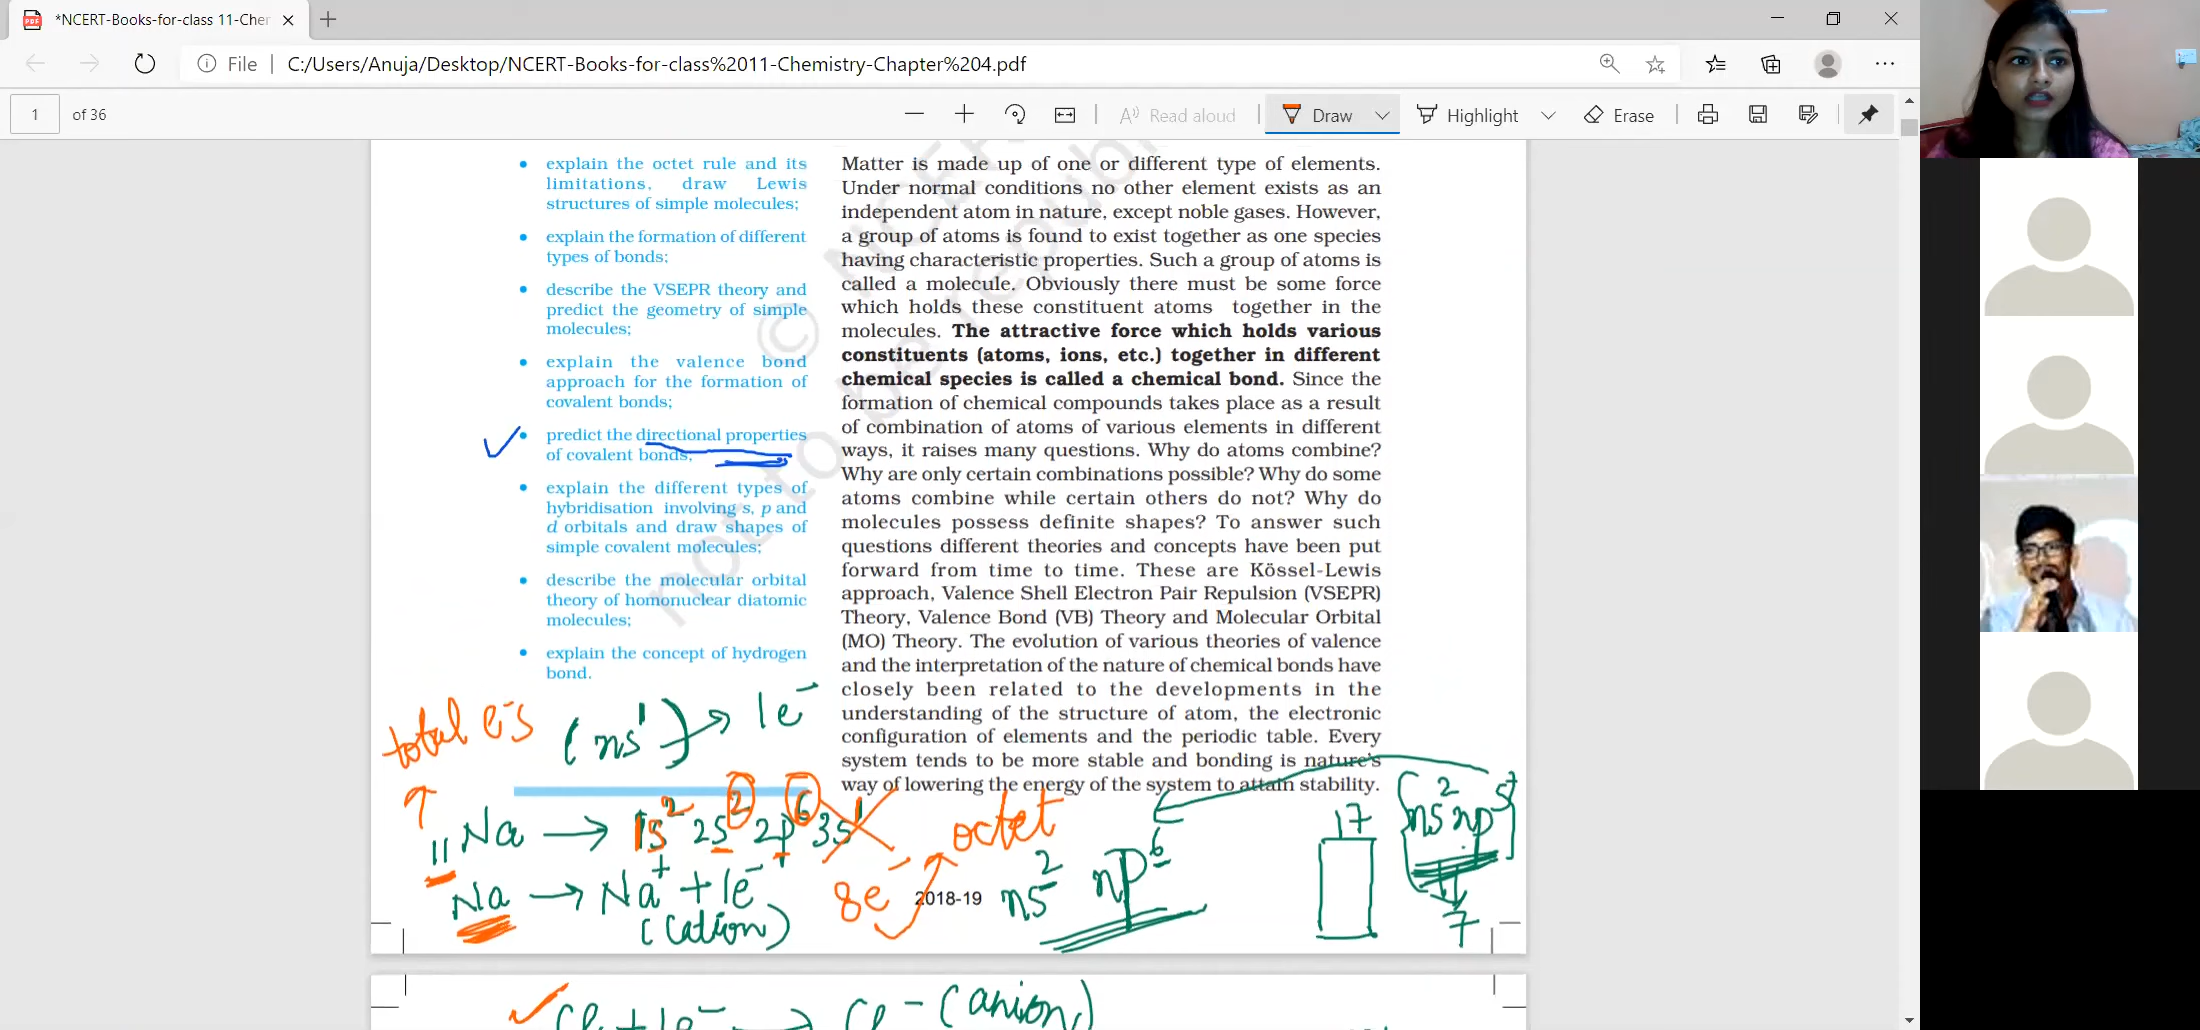 *NCERT-Books-for-class 11-Cher
File
C:/Users/Anuja/Desktop/NCERT-Books-for-class%2011-Chemistry-Chapter%204.pdf
1 of 36
Read aloud
Draw
Highlight
Erase
• explain the octet rule and its
limitations, draw Lewis
structures of simple molecules;
• explain the formation of different
types of bonds;
• describe the VSEPR theory and
predict the geometry of simple
molecules;
• explain the valence bond
approach for the formation of
covalent bonds;
• predict the directional properties
of covalent bonds;
• explain the different types of
hybridisation involving s, p and
d orbitals and draw shapes of
simple covalent molecules;
• describe the molecular orbital
theory of homonuclear diatomic
molecules;
• explain the concept of hydrogen
bond.
Matter is made up of one or different type of elements.
Under normal conditions no other element exists as an
independent atom in nature, except noble gases. However,
a group of atoms is found to exist together as one species
having characteristic properties. Such a group of atoms is
called a molecule. Obviously there must be some force
which holds these constituent atoms together in the
molecules. The attractive force which holds various
constituents (atoms, ions, etc.) together in different
chemical species is called a chemical bond. Since the
formation of chemical compounds takes place as a result
of combination of atoms of various elements in different
ways, it raises many questions. Why do atoms combine?
Why are only certain combinations possible? Why do some
atoms combine while certain others do not? Why do
molecules possess definite shapes? To answer such
questions different theories and concepts have been put
forward from time to time. These are Kössel-Lewis
approach, Valence Shell Electron Pair Repulsion (VSEPR)
Theory, Valence Bond (VB) Theory and Molecular Orbital
(MO) Theory. The evolution of various theories of valence
and the interpretation of the nature of chemical bonds have
closely been related to the developments in the
understanding of the structure of atom, the electronic
configuration of elements and the periodic table. Every
system tends to be more stable and bonding is nature's
way of lowering the energy of the system to attain stability.
© NCER
not to be republi
total e⁻s
(ns¹) → 1e⁻
₁₁Na → 1s² 2s² 2p⁶ 3s¹
octet
Na → Na⁺ + 1e⁻
(cation)
8e⁻
2018-19
ns² np⁶
17
ns² np⁵
7
Cl + 1e⁻ → Cl⁻ (anion)